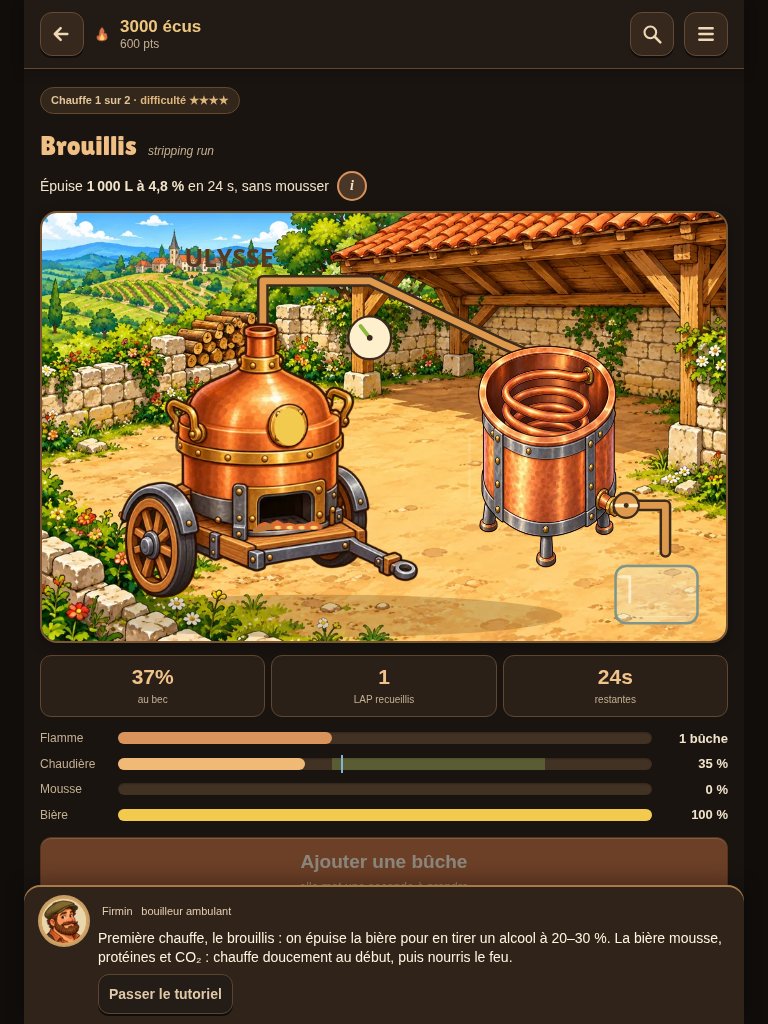 3000 écus
600 pts
Chauffe 1 sur 2 · difficulté ★★★★
Brouillis stripping run
Épuise 1 000 L à 4,8 % en 24 s, sans mousser i
ULYSSE
37% 1 24s
au bec LAP recueillis restantes
Flamme 1 bûche
Chaudière 35 %
Mousse 0 %
Bière 100 %
Ajouter une bûche
Firmin bouilleur ambulant
Première chauffe, le brouillis : on épuise la bière pour en tirer un alcool à 20–30 %. La bière mousse,
protéines et CO₂ : chauffe doucement au début, puis nourris le feu.
Passer le tutoriel